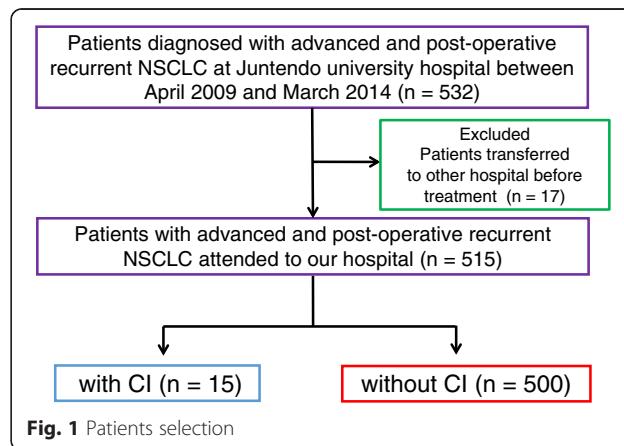 Patients diagnosed with advanced and post-operative
recurrent NSCLC at Juntendo university hospital between
April 2009 and March 2014 (n = 532)
Excluded
Patients transferred
to other hospital before
treatment (n = 17)
Patients with advanced and post-operative recurrent
NSCLC attended to our hospital (n = 515)
with CI (n = 15)
without CI (n = 500)
Fig. 1 Patients selection